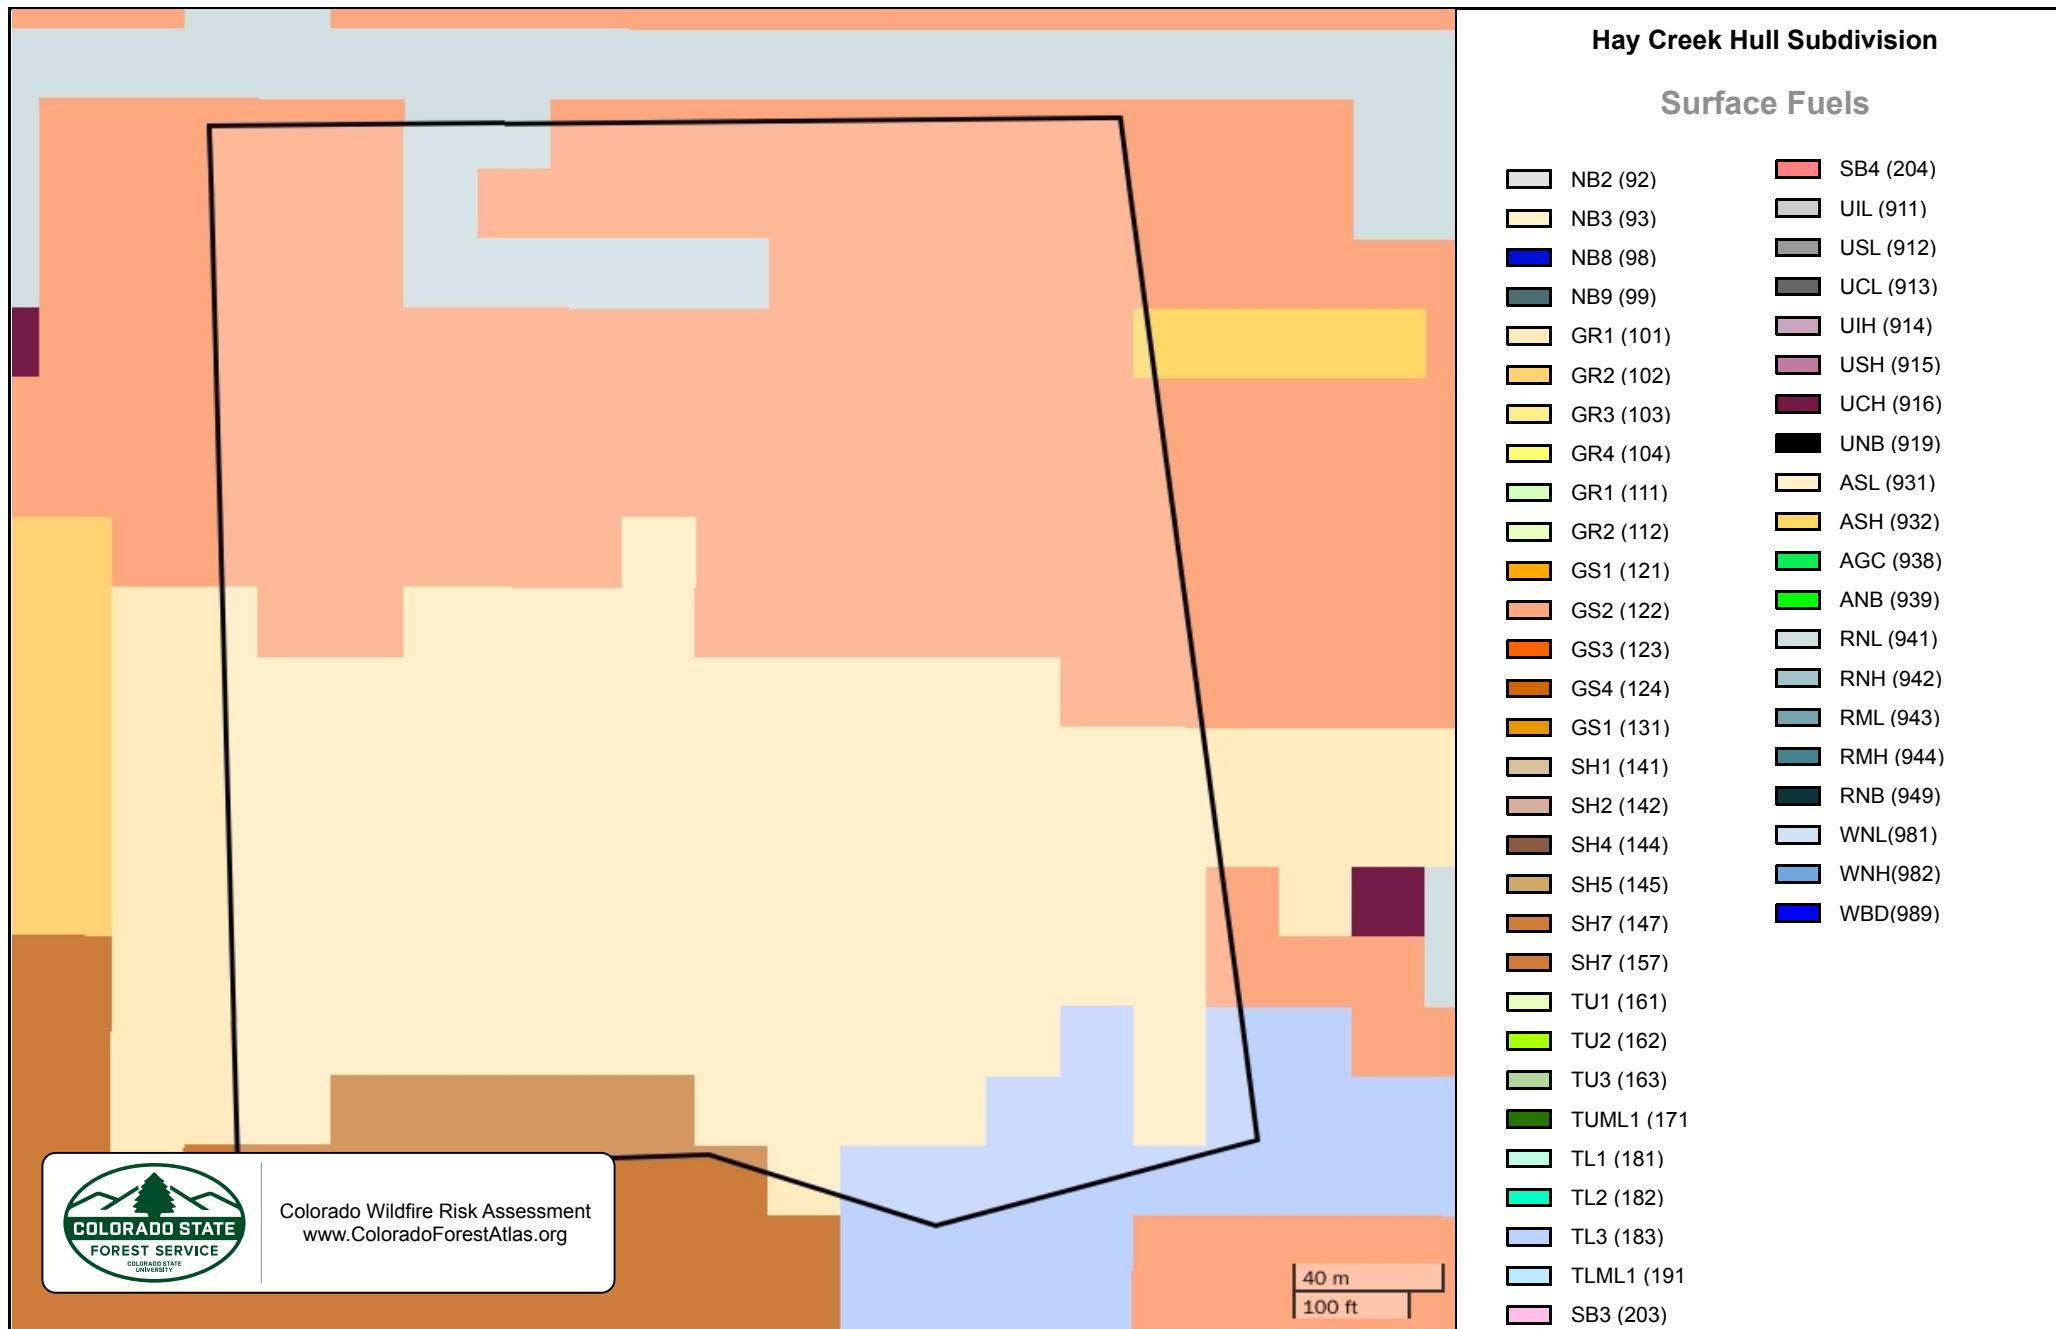 Hay Creek Hull Subdivision
Surface Fuels
NB2 (92)
NB3 (93)
NB8 (98)
NB9 (99)
GR1 (101)
GR2 (102)
GR3 (103)
GR4 (104)
GR1 (111)
GR2 (112)
GS1 (121)
GS2 (122)
GS3 (123)
GS4 (124)
GS1 (131)
SH1 (141)
SH2 (142)
SH4 (144)
SH5 (145)
SH7 (147)
SH7 (157)
TU1 (161)
TU2 (162)
TU3 (163)
TUML1 (171
TL1 (181)
TL2 (182)
TL3 (183)
TLML1 (191
SB3 (203)
SB4 (204)
UIL (911)
USL (912)
UCL (913)
UIH (914)
USH (915)
UCH (916)
UNB (919)
ASL (931)
ASH (932)
AGC (938)
ANB (939)
RNL (941)
RNH (942)
RML (943)
RMH (944)
RNB (949)
WNL(981)
WNH(982)
WBD(989)
COLORADO STATE
FOREST SERVICE
COLORADO STATE
UNIVERSITY
Colorado Wildfire Risk Assessment
www.ColoradoForestAtlas.org
40 m
100 ft